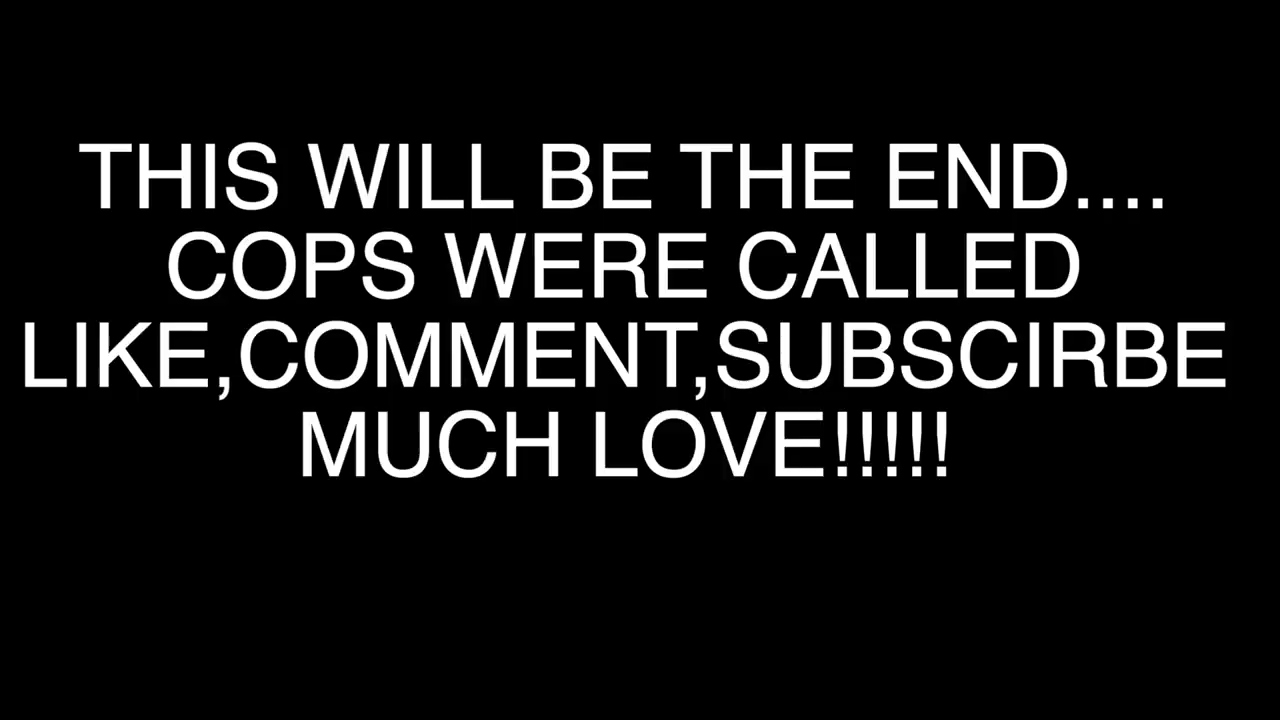 THIS WILL BE THE END....
COPS WERE CALLED
LIKE,COMMENT,SUBSCIRBE
MUCH LOVE!!!!!